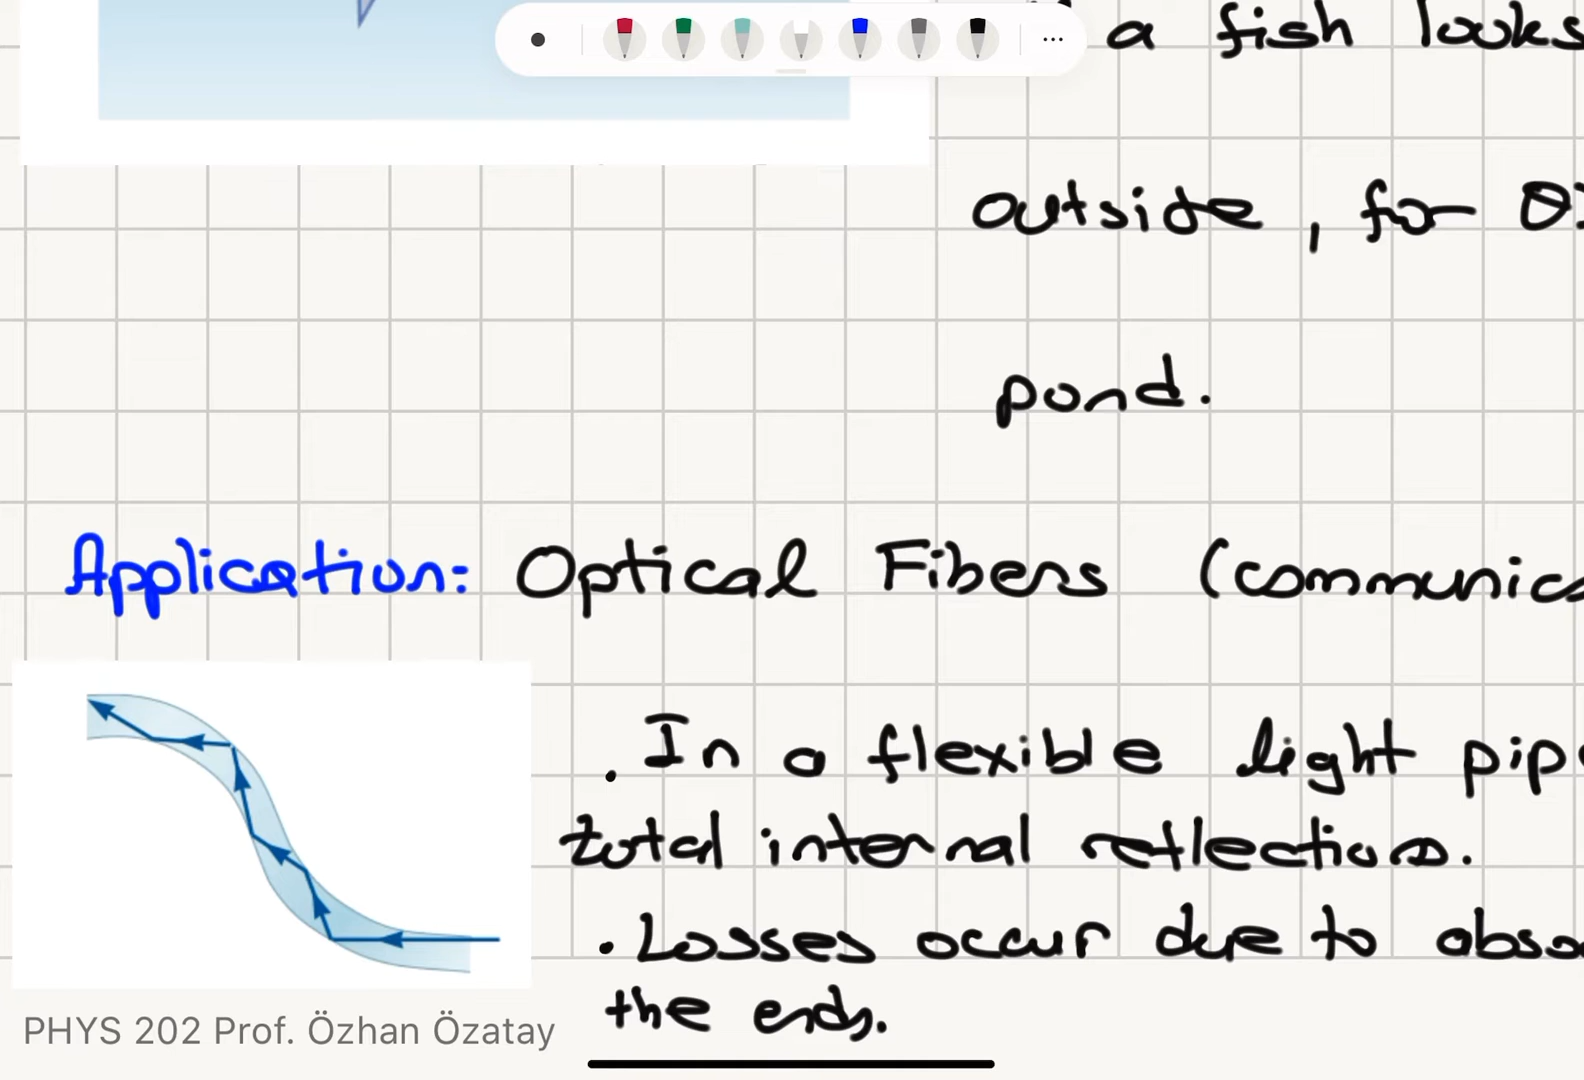 a fish looks
outside, for θ
pond.
Application: Optical Fibers (communic
. In a flexible light pip
total internal reflection.
. Losses occur due to abso
the ends.
PHYS 202 Prof. Özhan Özatay